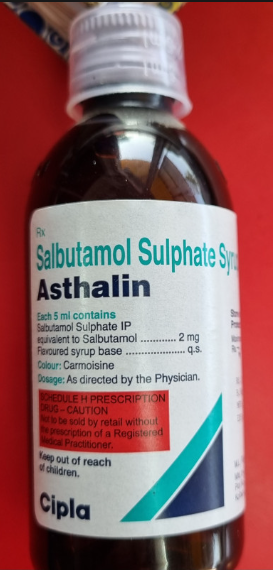 Rx
Salbutamol Sulphate Syrup
Asthalin
Each 5 ml contains
Salbutamol Sulphate IP
equivalent to Salbutamol ............ 2 mg
Flavoured syrup base ..................... q.s.
Colour: Carmoisine
Dosage: As directed by the Physician.
SCHEDULE H PRESCRIPTION
DRUG – CAUTION
Not to be sold by retail without
the prescription of a Registered
Medical Practitioner.
Keep out of reach
of children.
Cipla